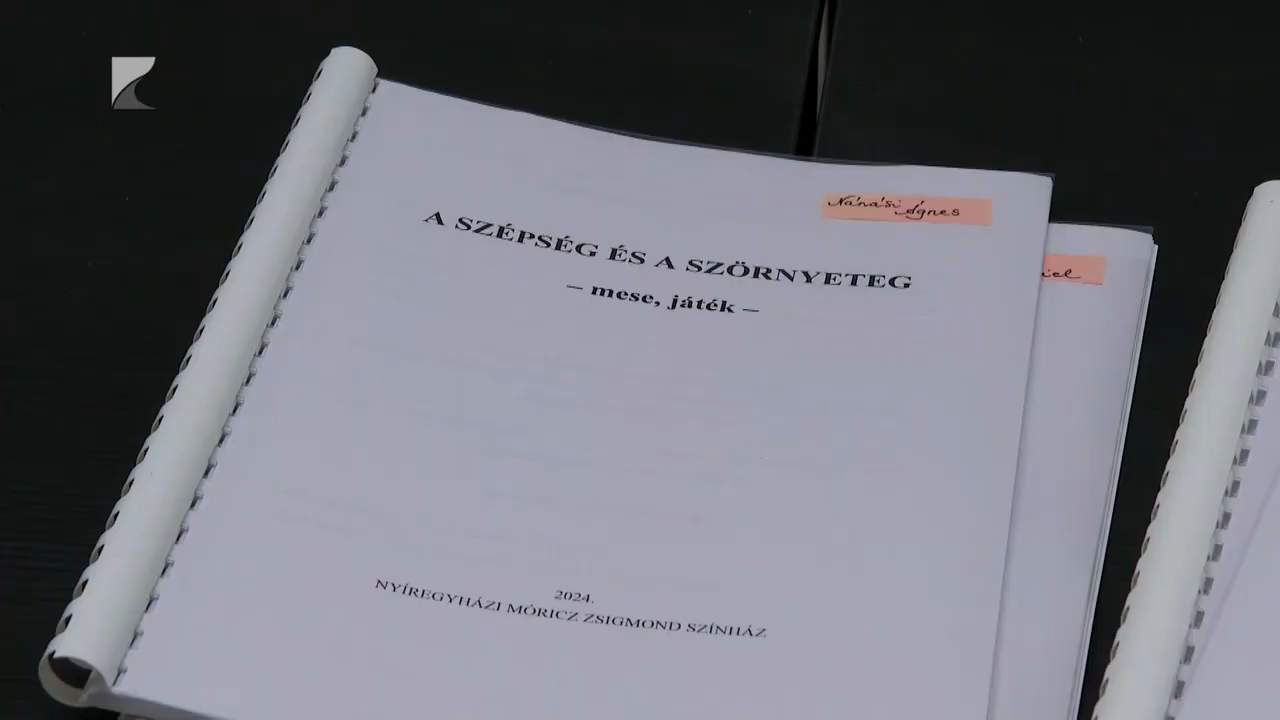 Nánási Ágnes
A SZÉPSÉG ÉS A SZÖRNYETEG
– mese, játék –
2024.
NYÍREGYHÁZI MÓRICZ ZSIGMOND SZÍNHÁZ